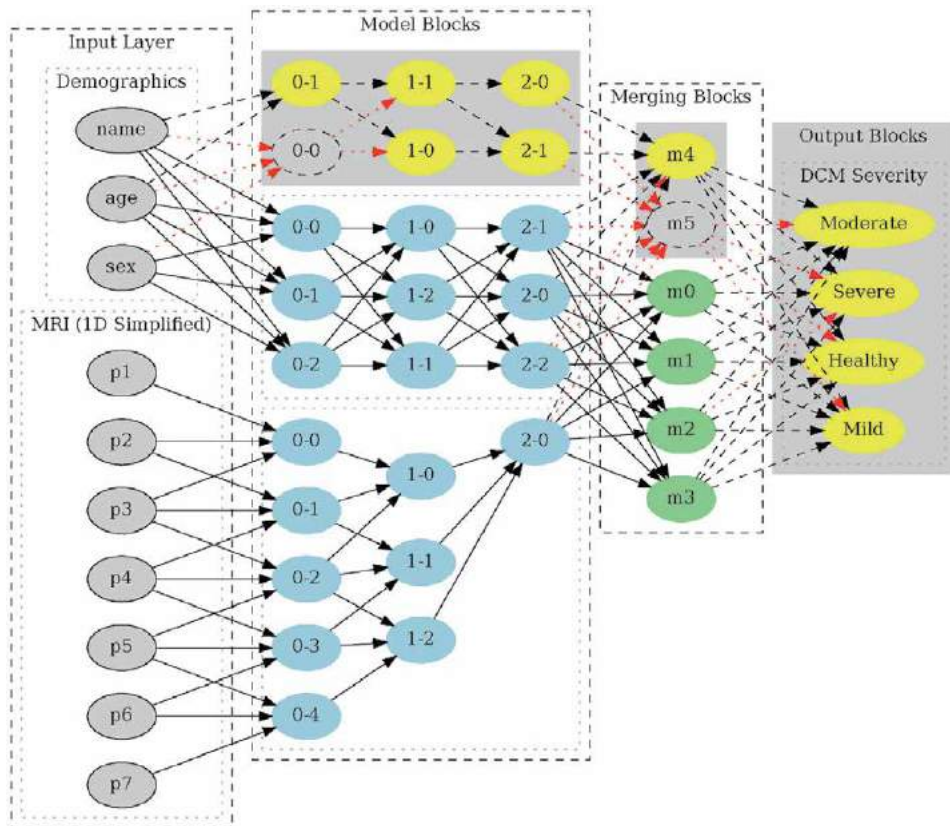 Input Layer
Demographics
name
age
sex
MRI (1D Simplified)
p1
p2
p3
p4
p5
p6
p7
Model Blocks
0-1 1-1 2-0
0-0 1-0 2-1
0-0 1-0 2-1
0-1 1-2 2-0
0-2 1-1 2-2
0-0
0-1
0-2
0-3
0-4
1-0
1-1
1-2
2-0
Merging Blocks
m4
m5
m0
m1
m2
m3
Output Blocks
DCM Severity
Moderate
Severe
Healthy
Mild